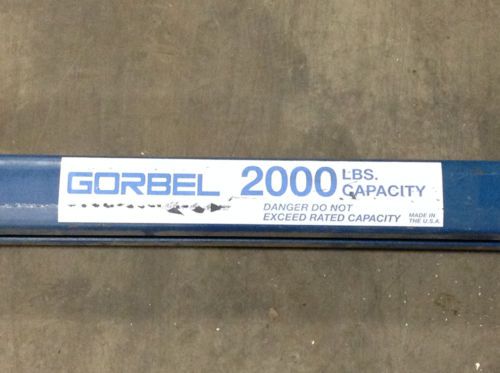 GORBEL 2000 LBS. CAPACITY
DANGER DO NOT
EXCEED RATED CAPACITY
MADE IN
THE U.S.A.